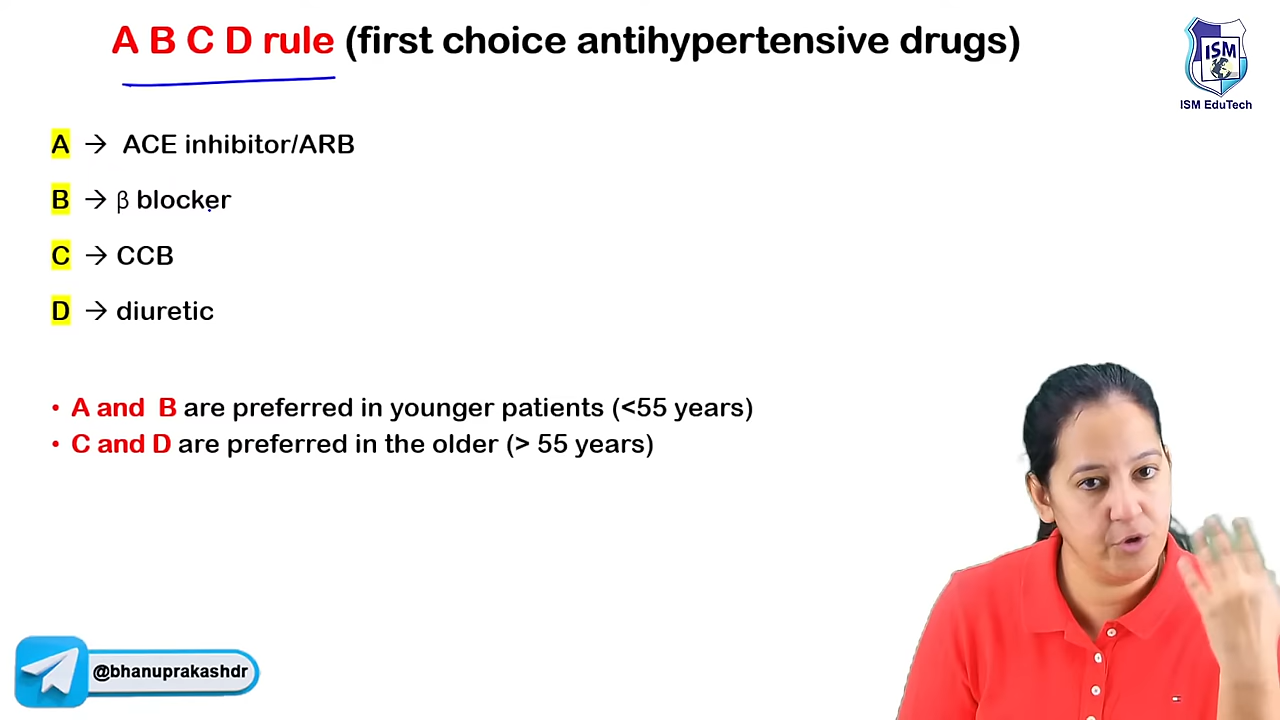 A B C D rule (first choice antihypertensive drugs)
ISM
ISM EduTech
A → ACE inhibitor/ARB
B → β blocker
C → CCB
D → diuretic
• A and B are preferred in younger patients (<55 years)
• C and D are preferred in the older (> 55 years)
@bhanuprakashdr